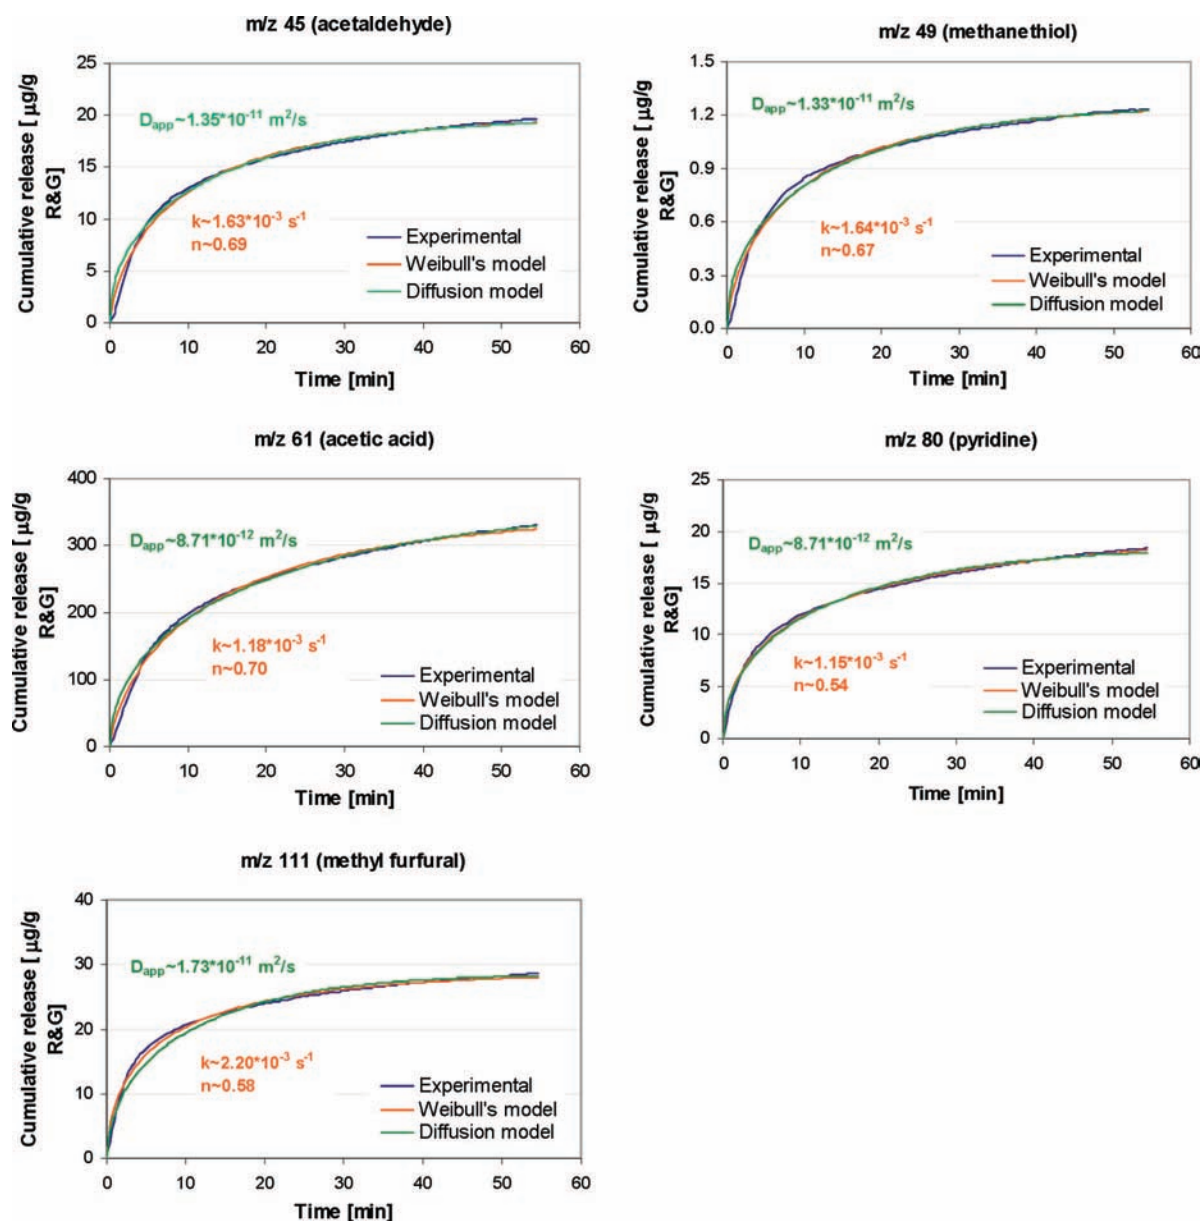 m/z 45 (acetaldehyde)
Cumulative release [ μg/g
R&G]
25
20
15
10
5
0
D_app~1.35*10^-11 m^2/s
k~1.63*10^-3 s^-1
n~0.69
Experimental
Weibull's model
Diffusion model
0 10 20 30 40 50 60
Time [min]
m/z 49 (methanethiol)
Cumulative release [ μg/g
R&G]
1.5
1.2
0.9
0.6
0.3
0.0
D_app~1.33*10^-11 m^2/s
k~1.64*10^-3 s^-1
n~0.67
Experimental
Weibull's model
Diffusion model
0 10 20 30 40 50 60
Time [min]
m/z 61 (acetic acid)
Cumulative release [ μg/g
R&G]
400
300
200
100
0
D_app~8.71*10^-12 m^2/s
k~1.18*10^-3 s^-1
n~0.70
Experimental
Weibull's model
Diffusion model
0 10 20 30 40 50 60
Time [min]
m/z 80 (pyridine)
Cumulative release [ μg/g
R&G]
25
20
15
10
5
0
D_app~8.71*10^-12 m^2/s
k~1.15*10^-3 s^-1
n~0.54
Experimental
Weibull's model
Diffusion model
0 10 20 30 40 50 60
Time [min]
m/z 111 (methyl furfural)
Cumulative release [ μg/g
R&G]
40
30
20
10
0
D_app~1.73*10^-11 m^2/s
k~2.20*10^-3 s^-1
n~0.58
Experimental
Weibull's model
Diffusion model
0 10 20 30 40 50 60
Time [min]